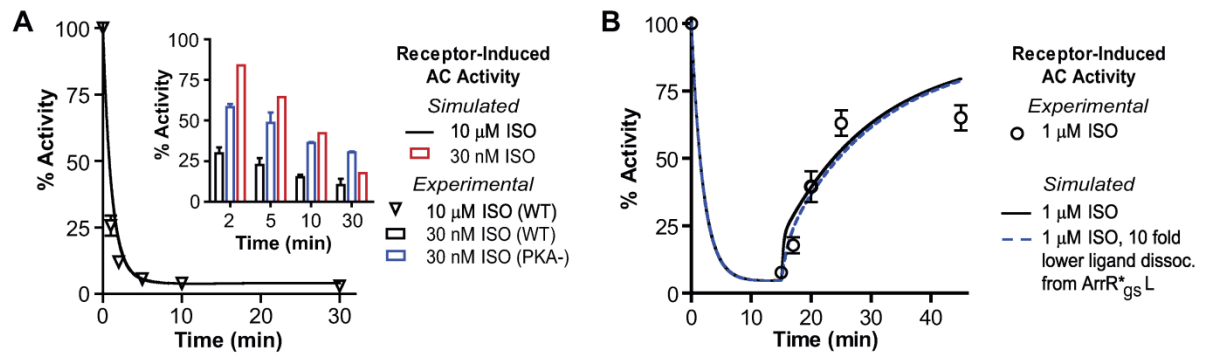 A
100
75
50
25
0
% Activity
0
10
20
30
Time (min)
100
75
50
25
0
% Activity
2
5
10
30
Time (min)
Receptor-Induced
AC Activity
Simulated
10 μM ISO
30 nM ISO
Experimental
10 μM ISO (WT)
30 nM ISO (WT)
30 nM ISO (PKA-)
B
100
75
50
25
0
% Activity
0
20
40
Time (min)
Receptor-Induced
AC Activity
Experimental
1 μM ISO
Simulated
1 μM ISO
1 μM ISO, 10 fold
lower ligand dissoc.
from ArrR*gsL